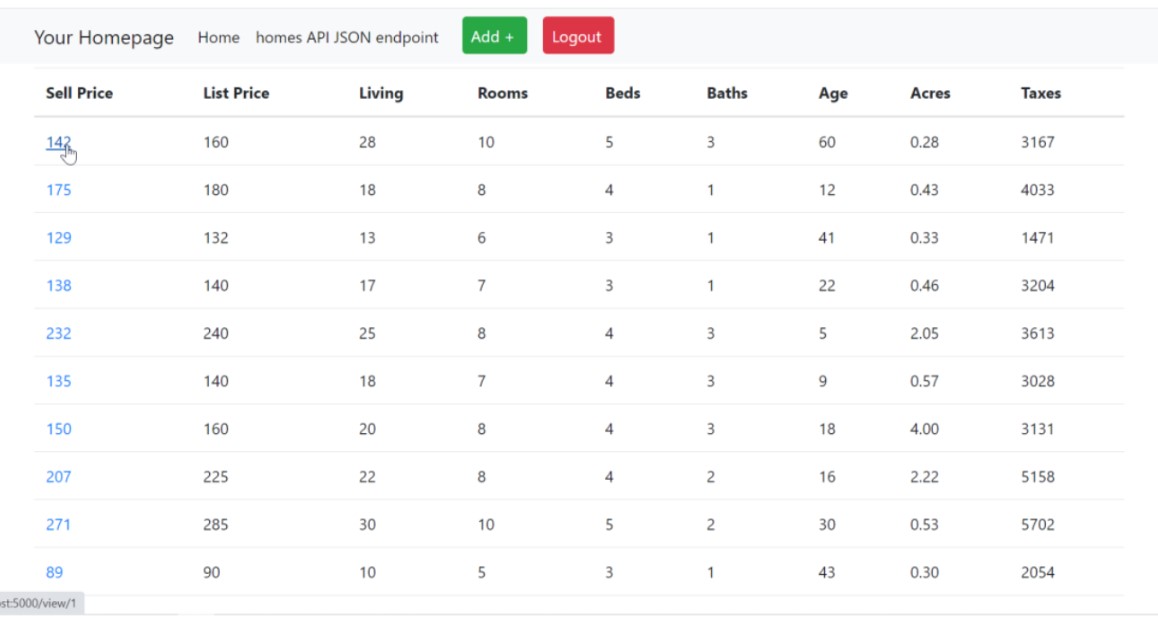 Your Homepage Home homes API JSON endpoint Add + Logout
Sell Price List Price Living Rooms Beds Baths Age Acres Taxes
142 160 28 10 5 3 60 0.28 3167
175 180 18 8 4 1 12 0.43 4033
129 132 13 6 3 1 41 0.33 1471
138 140 17 7 3 1 22 0.46 3204
232 240 25 8 4 3 5 2.05 3613
135 140 18 7 4 3 9 0.57 3028
150 160 20 8 4 3 18 4.00 3131
207 225 22 8 4 2 16 2.22 5158
271 285 30 10 5 2 30 0.53 5702
89 90 10 5 3 1 43 0.30 2054
st:5000/view/1